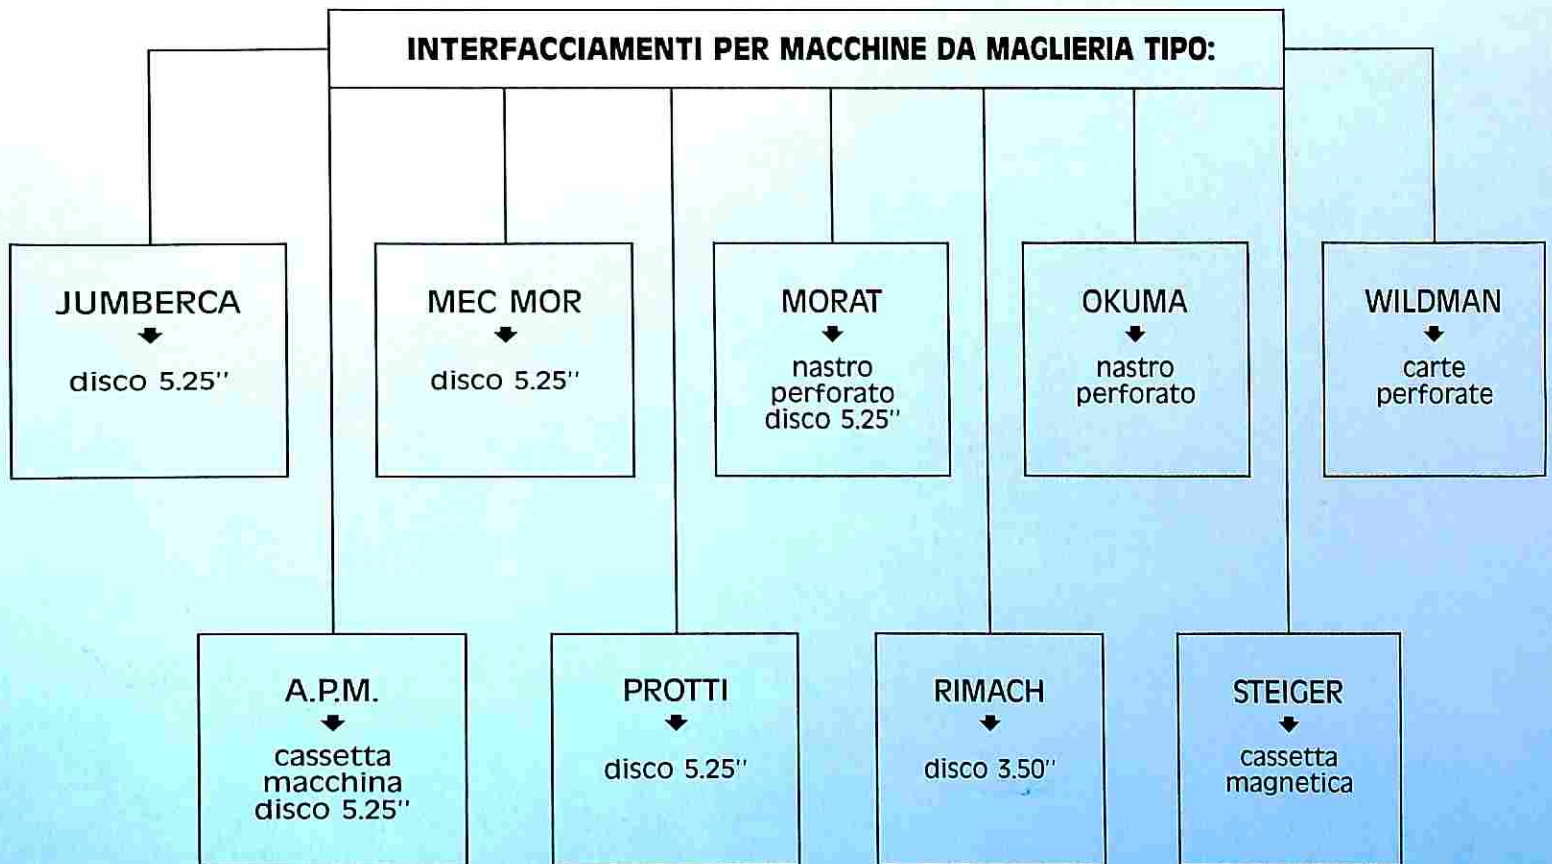 INTERFACCIAMENTI PER MACCHINE DA MAGLIERIA TIPO:
JUMBERCA
disco 5.25''
MEC MOR
disco 5.25''
MORAT
nastro
perforato
disco 5.25''
OKUMA
nastro
perforato
WILDMAN
carte
perforate
A.P.M.
cassetta
macchina
disco 5.25''
PROTTI
disco 5.25''
RIMACH
disco 3.50''
STEIGER
cassetta
magnetica